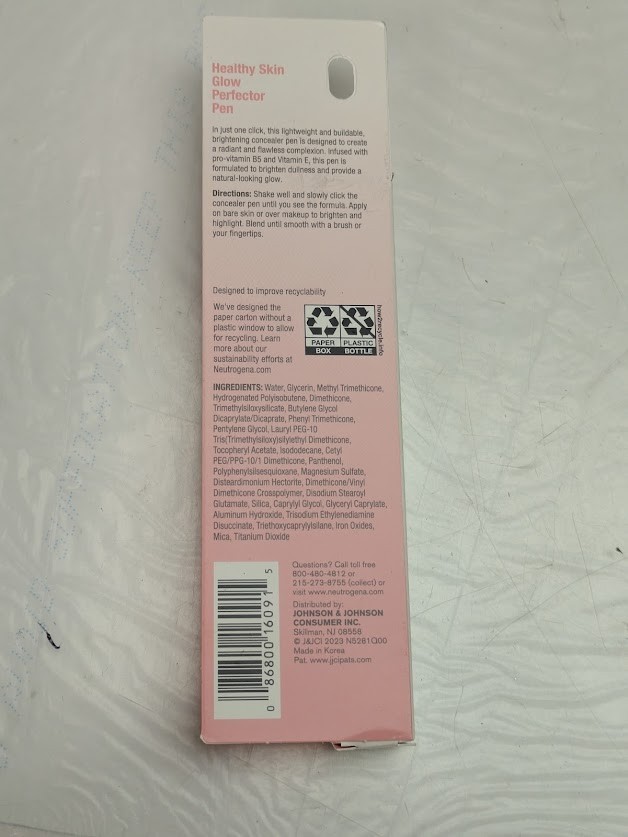 Healthy Skin
Glow
Perfector
Pen
In just one click, this lightweight and buildable,
brightening concealer pen is designed to create
a radiant and flawless complexion. Infused with
pro-vitamin B5 and Vitamin E, this pen is
formulated to brighten dullness and provide a
natural-looking glow.
Directions: Shake well and slowly click the
concealer pen until you see the formula. Apply
on bare skin or over makeup to brighten and
highlight. Blend until smooth with a brush or
your fingertips.
Designed to improve recyclability
We've designed the
paper carton without a
plastic window to allow
for recycling. Learn
more about our
sustainability efforts at
Neutrogena.com
PAPER
BOX
PLASTIC
BOTTLE
how2recycle.info
INGREDIENTS: Water, Glycerin, Methyl Trimethicone,
Hydrogenated Polyisobutene, Dimethicone,
Trimethylsiloxysilicate, Butylene Glycol
Dicaprylate/Dicaprate, Phenyl Trimethicone,
Pentylene Glycol, Lauryl PEG-10
Tris(Trimethylsiloxy)silylethyl Dimethicone,
Tocopheryl Acetate, Isododecane, Cetyl
PEG/PPG-10/1 Dimethicone, Panthenol,
Polyphenylsilsesquioxane, Magnesium Sulfate,
Disteardimonium Hectorite, Dimethicone/Vinyl
Dimethicone Crosspolymer, Disodium Stearoyl
Glutamate, Silica, Caprylyl Glycol, Glyceryl Caprylate,
Aluminum Hydroxide, Trisodium Ethylenediamine
Disuccinate, Triethoxycaprylylsilane, Iron Oxides,
Mica, Titanium Dioxide
0 86800 16091 5
Questions? Call toll free
800-480-4812 or
215-273-8755 (collect) or
visit www.neutrogena.com
Distributed by:
JOHNSON & JOHNSON
CONSUMER INC.
Skillman, NJ 08558
© J&JCI 2023 N5281Q00
Made in Korea
Pat. www.jjcipats.com